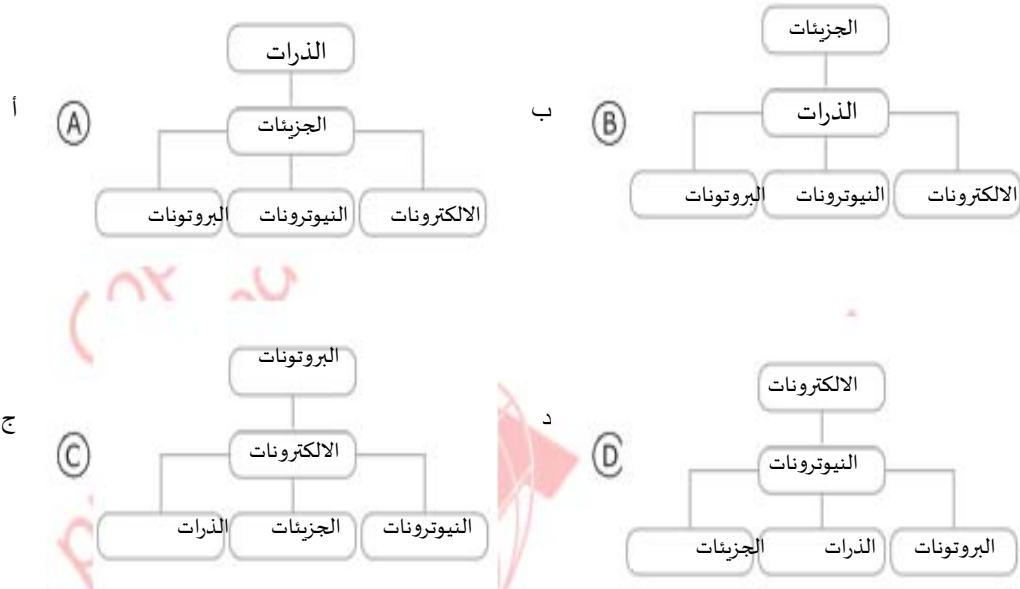 الذرات
أ
A
الجزيئات
البروتونات
النيوترونات
الالكترونات
الجزيئات
ب
B
الذرات
البروتونات
النيوترونات
الالكترونات
البروتونات
ج
C
الالكترونات
الذرات
الجزيئات
النيوترونات
الالكترونات
د
D
النيوترونات
الجزيئات
الذرات
البروتونات